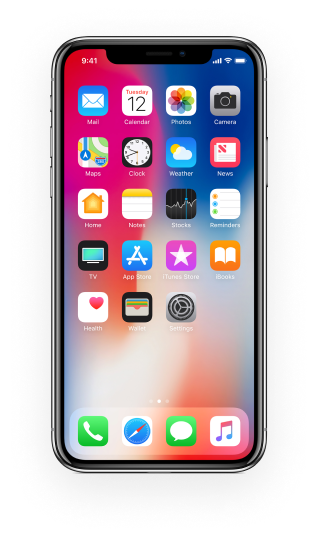 9:41
Tuesday
12
Mail
Calendar
Photos
Camera
Maps
Clock
Weather
News
Home
Notes
Stocks
Reminders
TV
App Store
iTunes Store
iBooks
Health
Wallet
Settings